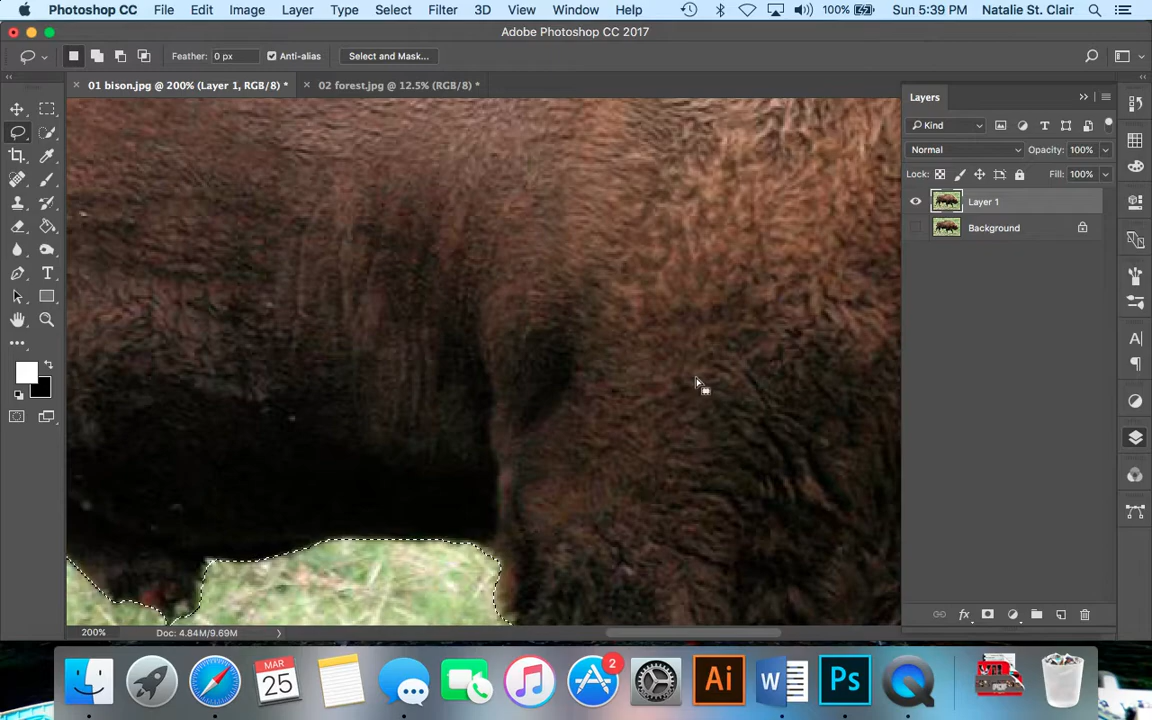 Photoshop CC File Edit Image Layer Type Select Filter 3D View Window Help 100% Sun 5:39 PM Natalie St. Clair
Adobe Photoshop CC 2017
Feather: 0 px Anti-alias Select and Mask...
01 bison.jpg @ 200% (Layer 1, RGB/8) * 02 forest.jpg @ 12.5% (RGB/8) *
Layers
Kind
Normal Opacity: 100%
Lock: Fill: 100%
Layer 1
Background
200% Doc: 4.84M/9.69M
MAR
25
2
Ai
W
Ps